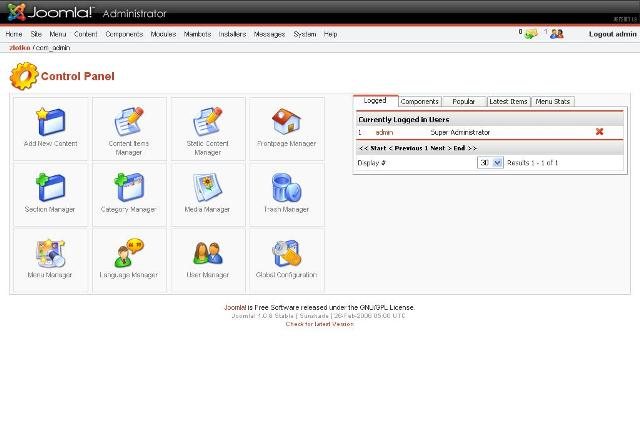 Joomla! Administrator
Home Site Menu Content Components Modules Mambots Installers Messages System Help 0 1 Logout admin
zlotko / com_admin
Control Panel
Logged Components Popular Latest Items Menu Stats
Currently Logged in Users
1 admin Super Administrator
<< Start < Previous 1 Next > End >>
Display # 30 Results 1 - 1 of 1
Add New Content
Content Items Manager
Static Content Manager
Frontpage Manager
Section Manager
Category Manager
Media Manager
Trash Manager
Menu Manager
Language Manager
User Manager
Global Configuration
Joomla! is Free Software released under the GNU/GPL License.
Joomla! 1.0.8 Stable [ Sunshade ] 26-Feb-2006 05:00 UTC
Check for latest Version